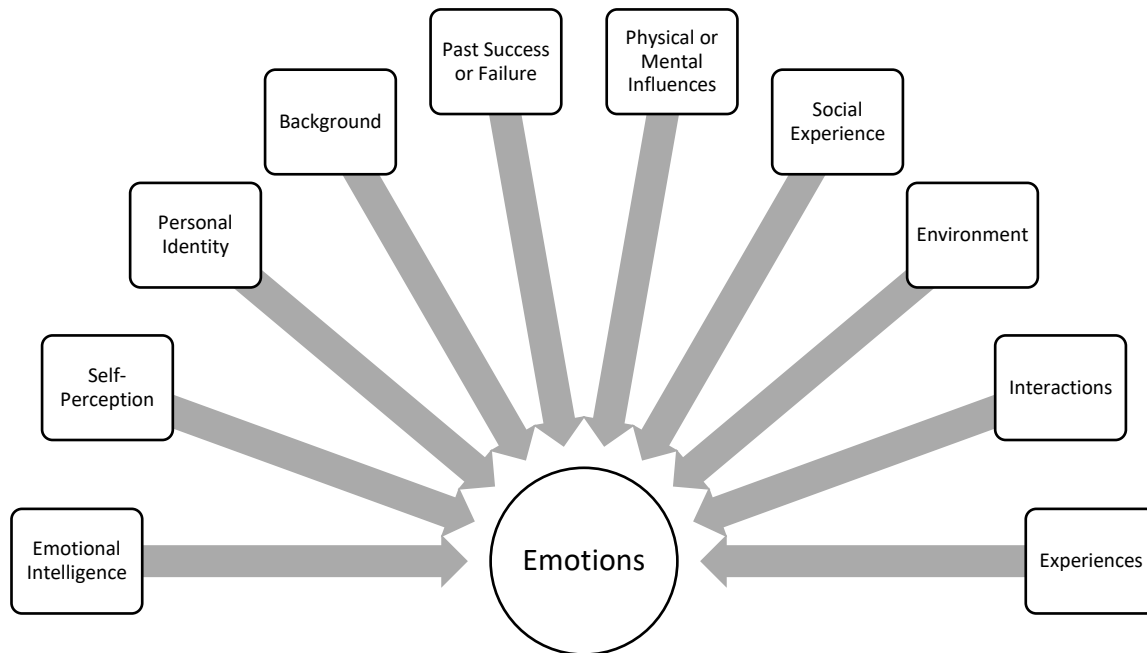 Past Success
or Failure
Physical or
Mental
Influences
Background
Social
Experience
Personal
Identity
Environment
Self-
Perception
Interactions
Emotional
Intelligence
Emotions
Experiences